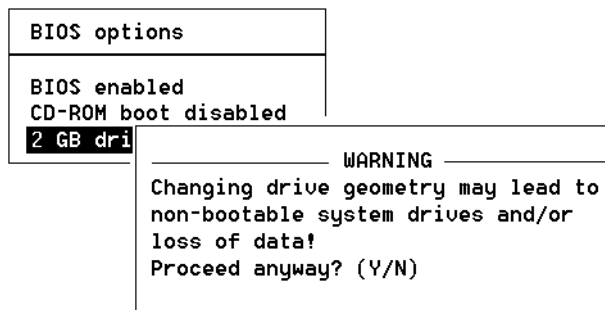 BIOS options
BIOS enabled
CD-ROM boot disabled
2 GB dri
WARNING
Changing drive geometry may lead to
non-bootable system drives and/or
loss of data!
Proceed anyway? (Y/N)